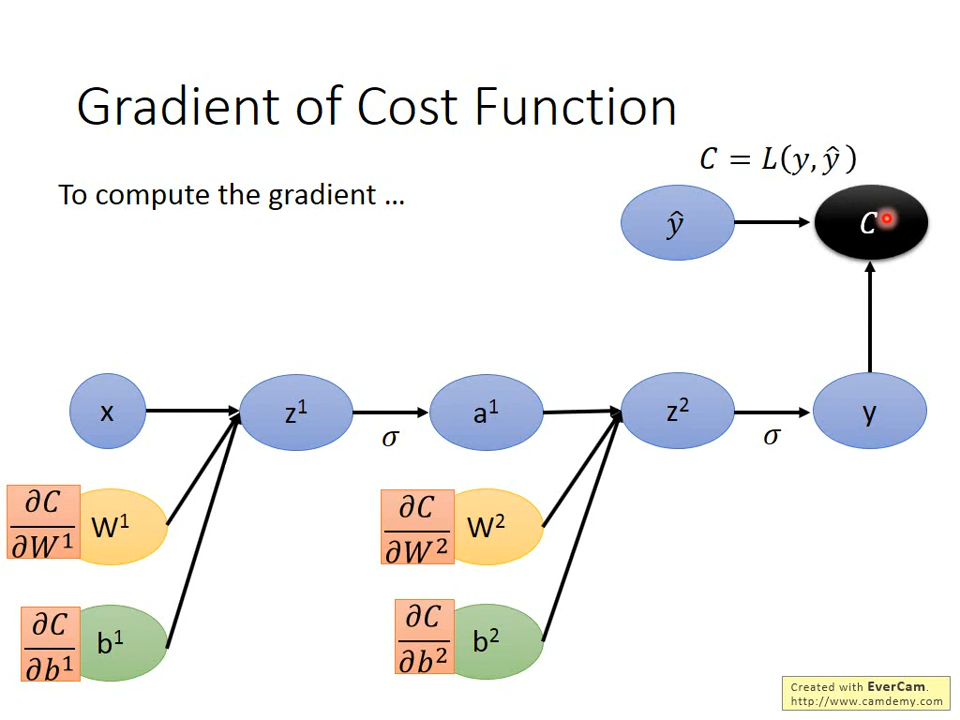 Gradient of Cost Function
C = L(y, ŷ)
To compute the gradient …
ŷ
C
x
z¹
a¹
z²
y
σ
σ
∂C/∂W¹
W¹
∂C/∂W²
W²
∂C/∂b¹
b¹
∂C/∂b²
b²
Created with EverCam.
http://www.camdemy.com